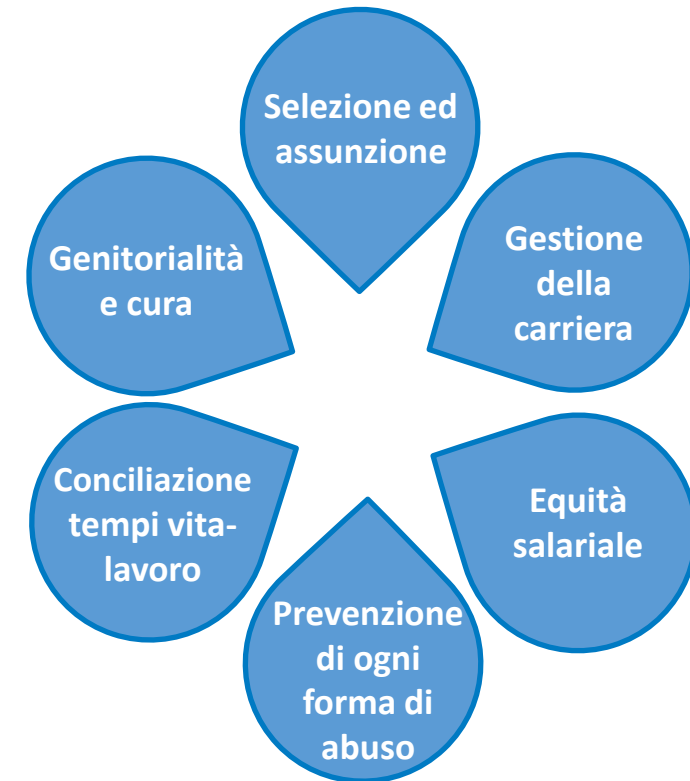 Selezione ed
assunzione
Gestione
della
carriera
Equità
salariale
Prevenzione
di ogni
forma di
abuso
Conciliazione
tempi vita-
lavoro
Genitorialità
e cura